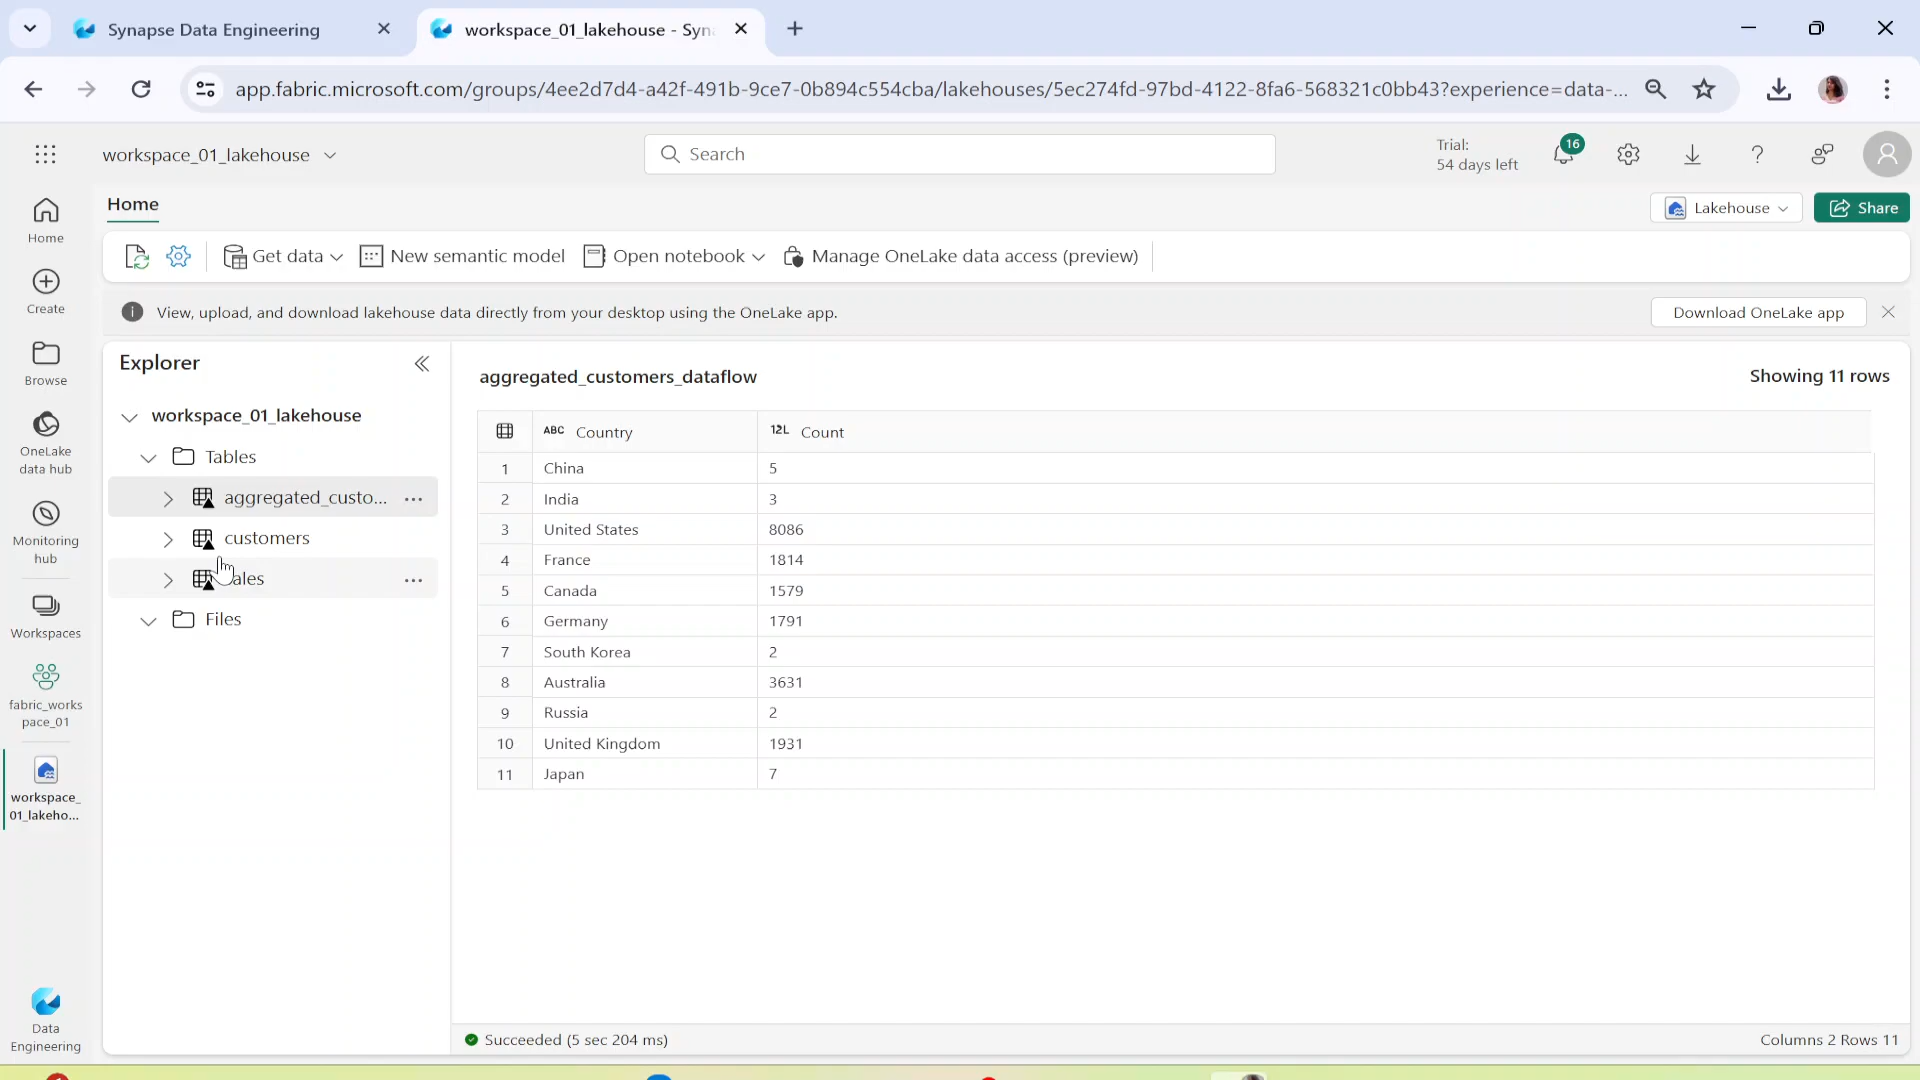 Synapse Data Engineering
workspace_01_lakehouse - Syn
app.fabric.microsoft.com/groups/4ee2d7d4-a42f-491b-9ce7-0b894c554cba/lakehouses/5ec274fd-97bd-4122-8fa6-568321c0bb43?experience=data-...
workspace_01_lakehouse
Search
Trial:
54 days left
16
Home
Lakehouse
Share
Get data
New semantic model
Open notebook
Manage OneLake data access (preview)
View, upload, and download lakehouse data directly from your desktop using the OneLake app.
Download OneLake app
Home
Create
Browse
OneLake
data hub
Monitoring
hub
Workspaces
fabric_works
pace_01
workspace_
01_lakeho...
Data
Engineering
Explorer
workspace_01_lakehouse
Tables
aggregated_custo...
customers
ales
Files
aggregated_customers_dataflow
Showing 11 rows
ABC Country 12L Count
1 China 5
2 India 3
3 United States 8086
4 France 1814
5 Canada 1579
6 Germany 1791
7 South Korea 2
8 Australia 3631
9 Russia 2
10 United Kingdom 1931
11 Japan 7
Succeeded (5 sec 204 ms)
Columns 2 Rows 11